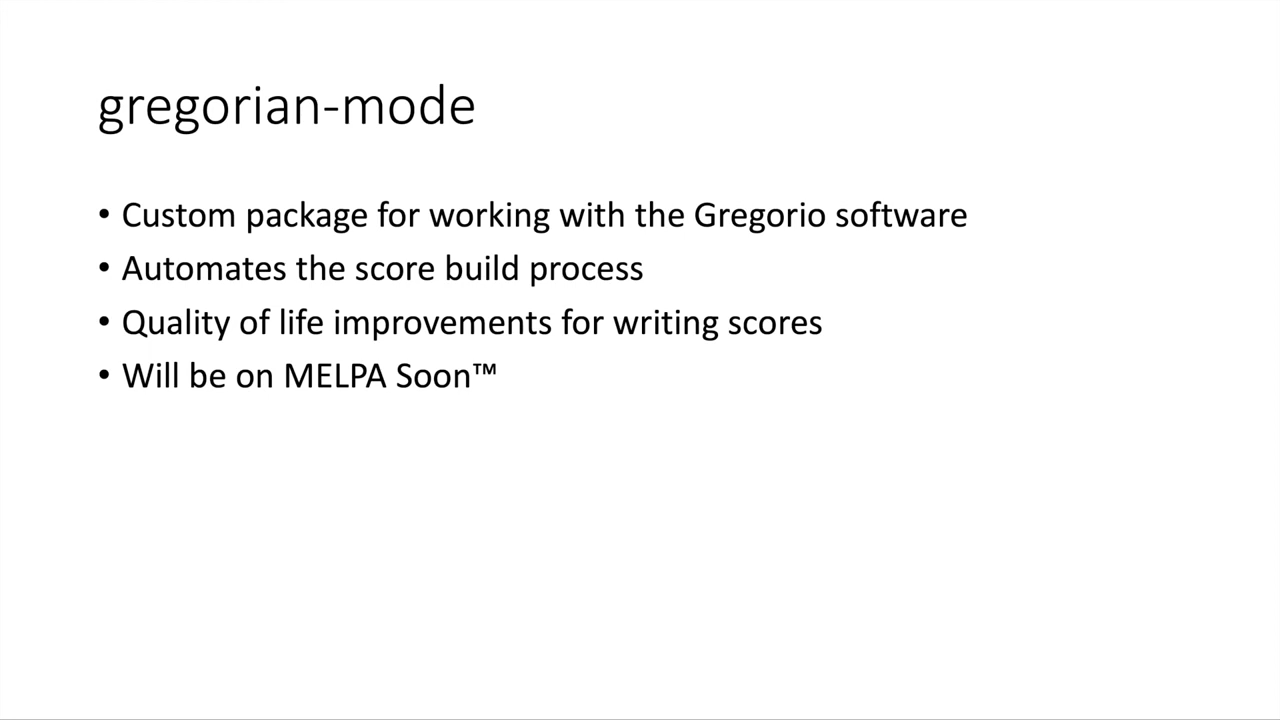 gregorian-mode
• Custom package for working with the Gregorio software
• Automates the score build process
• Quality of life improvements for writing scores
• Will be on MELPA Soon™